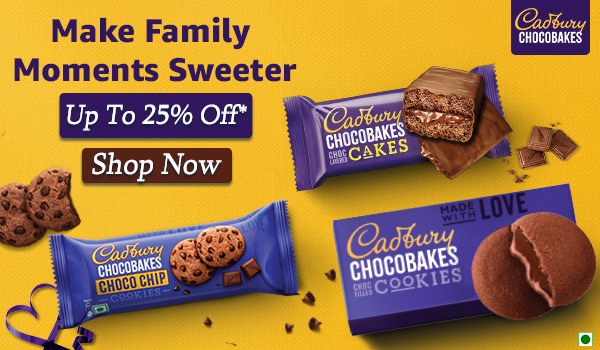 Make Family
Moments Sweeter
Up To 25% Off*
Shop Now
Cadbury
CHOCOBAKES
Cadbury
CHOCOBAKES
CHOC
LAYERED
CAKES
MADE
WITH LOVE
Cadbury
CHOCOBAKES
CHOC
FILLED
COOKIES
Cadbury
CHOCOBAKES
CHOCO CHIP
COOKIES